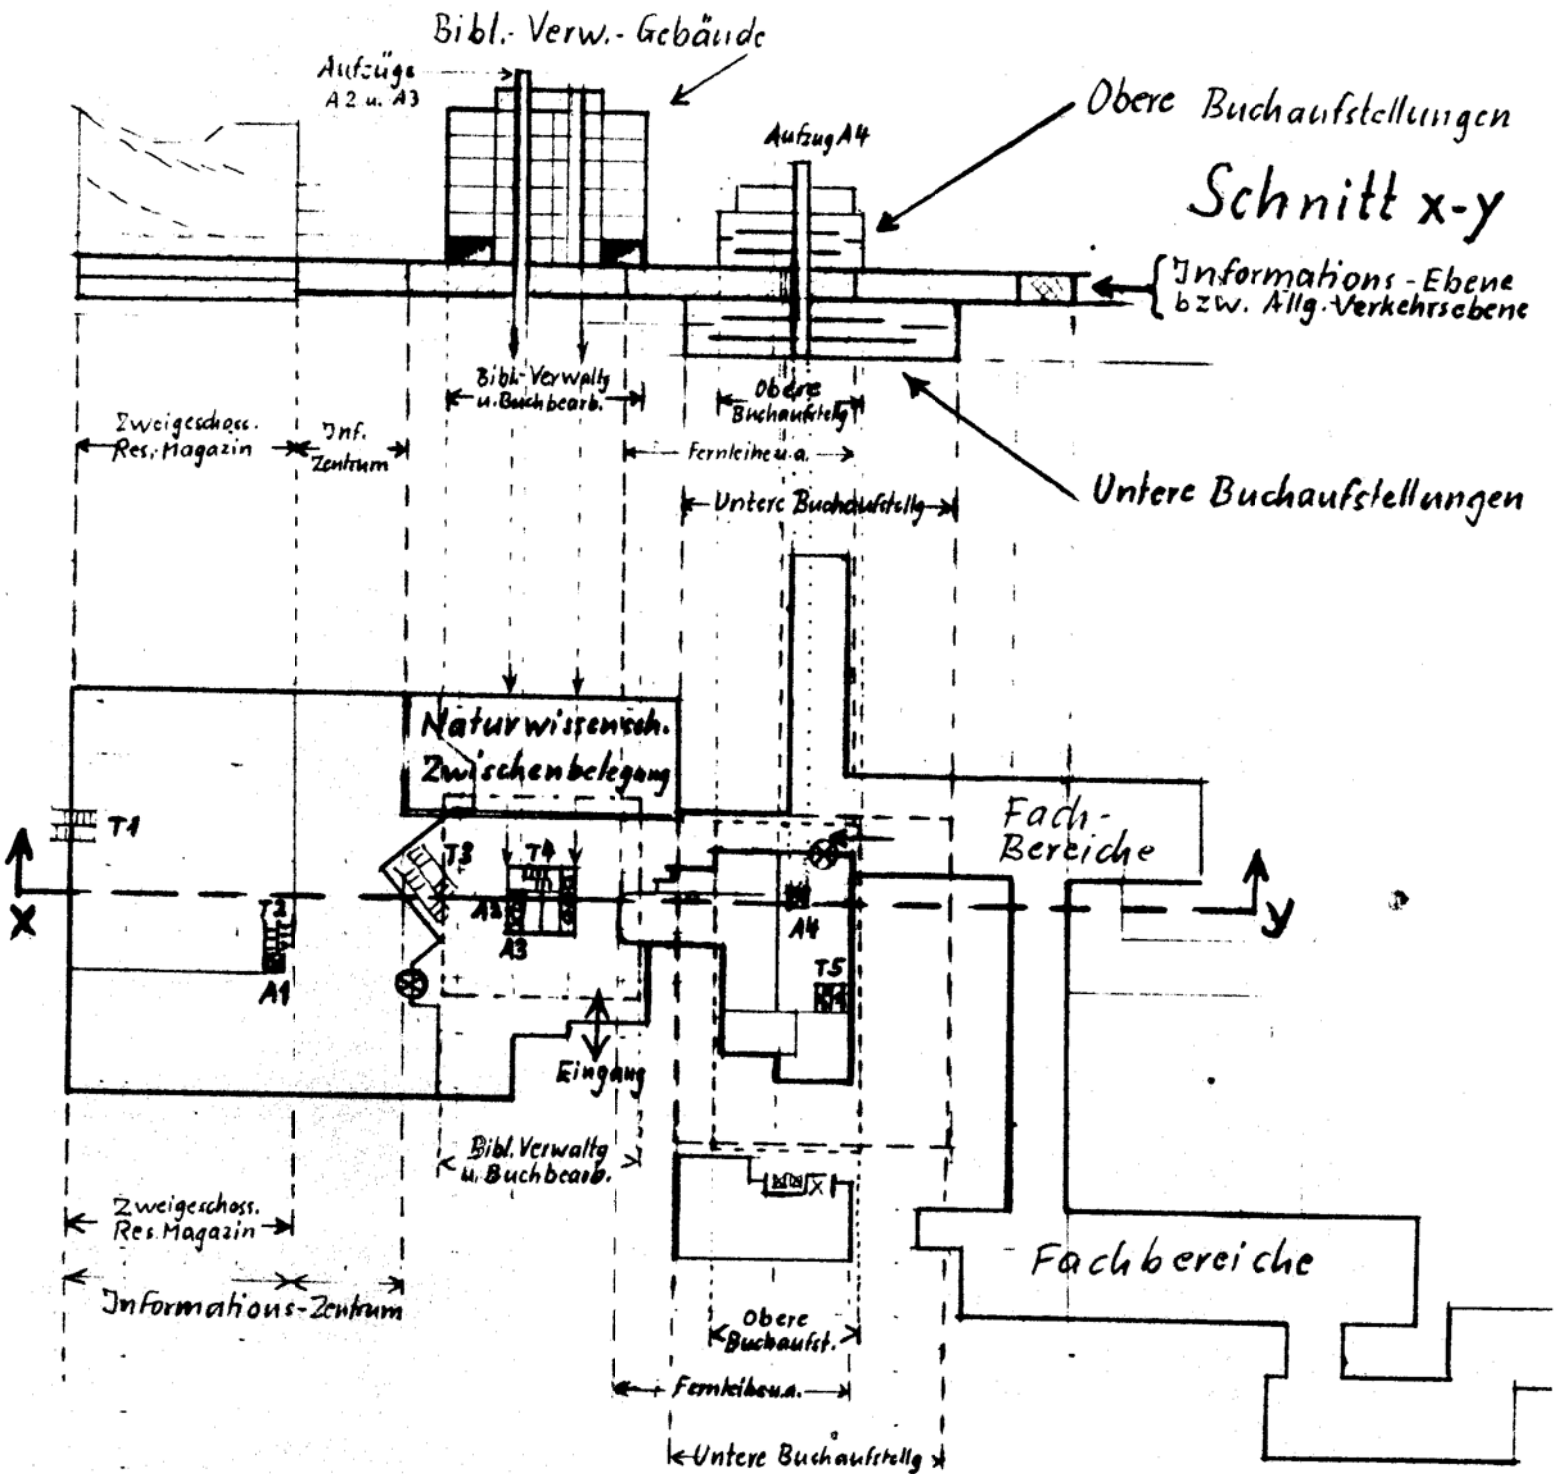 Bibl.-Verw.-Gebäude
Aufzüge
A2 u. A3
Obere Buchaufstellungen
Aufzug A4
Schnitt x-y
Informations-Ebene
bzw. Allg. Verkehrsebene
Bibl.-Verwaltg
u. Buchbearb.
Obere
Buchaufstellg
Zweigeschoss.
Res.-Magazin
Inf.
Zentrum
Fernleihe u.a.
Untere Buchaufstellg
Untere Buchaufstellungen
Naturwissensch.
Zwischenbelegung
Fach-
Bereiche
T1
T3
T4
x
T2
A2
A3
A4
y
A1
T5
Eingang
Bibl. Verwaltg
u. Buchbearb.
Zweigeschoss.
Res. Magazin
Fachbereiche
Informations-Zentrum
Obere
Buchaufst.
Fernleihe u.a.
Untere Buchaufstellg